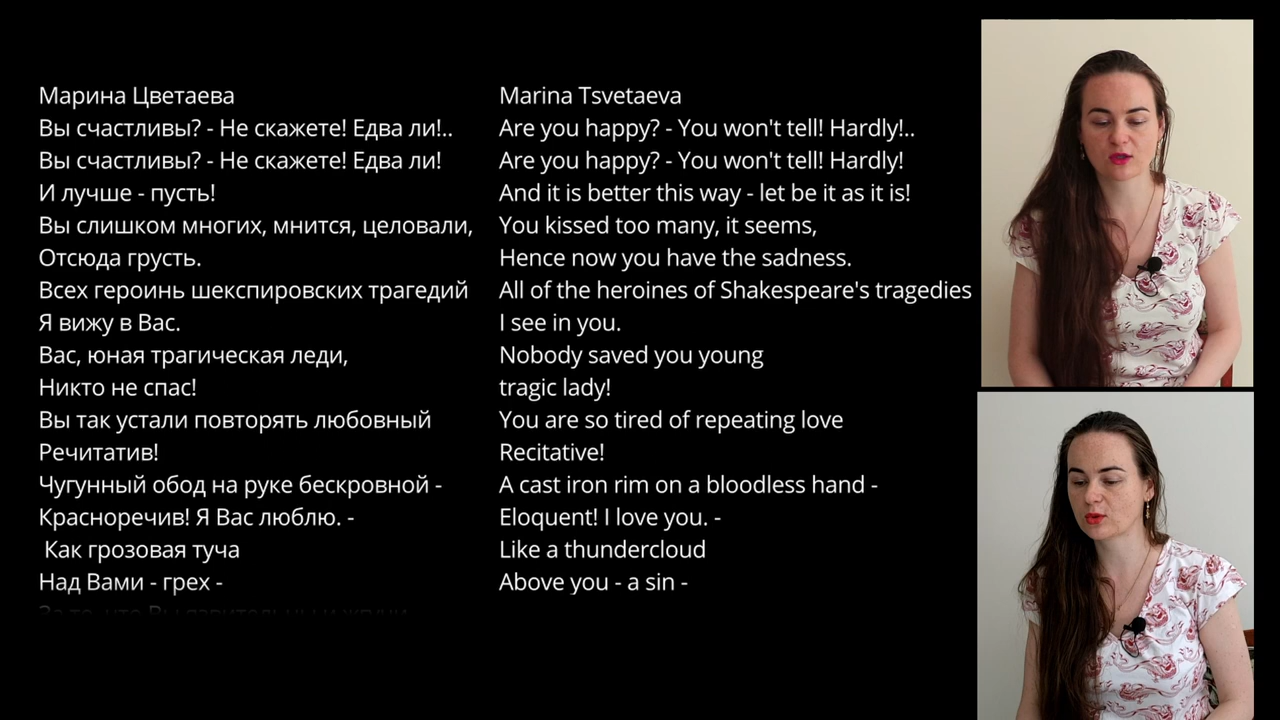 Марина Цветаева
Вы счастливы? - Не скажете! Едва ли!..
Вы счастливы? - Не скажете! Едва ли!
И лучше - пусть!
Вы слишком многих, мнится, целовали,
Отсюда грусть.
Всех героинь шекспировских трагедий
Я вижу в Вас.
Вас, юная трагическая леди,
Никто не спас!
Вы так устали повторять любовный
Речитатив!
Чугунный обод на руке бескровной -
Красноречив! Я Вас люблю. -
Как грозовая туча
Над Вами - грех -
Marina Tsvetaeva
Are you happy? - You won't tell! Hardly!..
Are you happy? - You won't tell! Hardly!
And it is better this way - let be it as it is!
You kissed too many, it seems,
Hence now you have the sadness.
All of the heroines of Shakespeare's tragedies
I see in you.
Nobody saved you young
tragic lady!
You are so tired of repeating love
Recitative!
A cast iron rim on a bloodless hand -
Eloquent! I love you. -
Like a thundercloud
Above you - a sin -